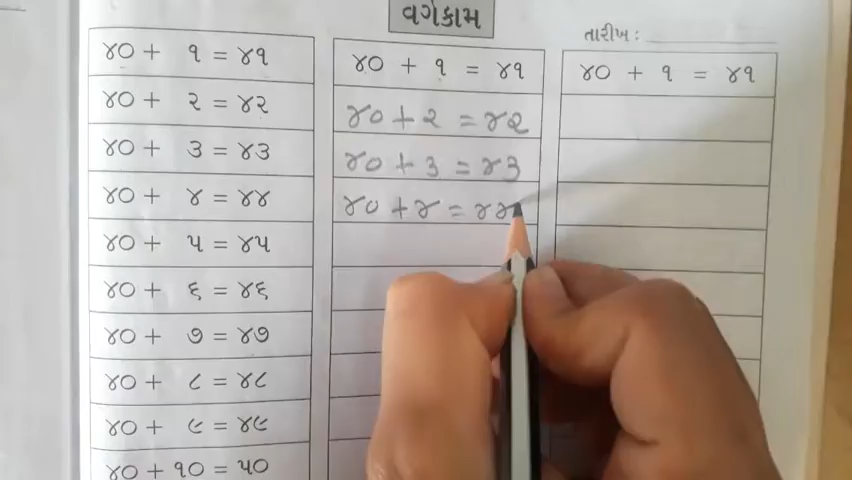 વર્ગકામ
તારીખ : 
૪૦ + ૧ = ૪૧
૪૦ + ૨ = ૪૨
૪૦ + ૩ = ૪૩
૪૦ + ૪ = ૪૪
૪૦ + ૫ = ૪૫
૪૦ + ૬ = ૪૬
૪૦ + ૭ = ૪૭
૪૦ + ૮ = ૪૮
૪૦ + ૯ = ૪૯
૪૦ + ૧૦ = ૫૦
૪૦ + ૧ = ૪૧
૪૦ + ૨ = ૪૨
૪૦ + ૩ = ૪૩
૪૦ + ૪ = ૪૪
૪૦ + ૧ = ૪૧